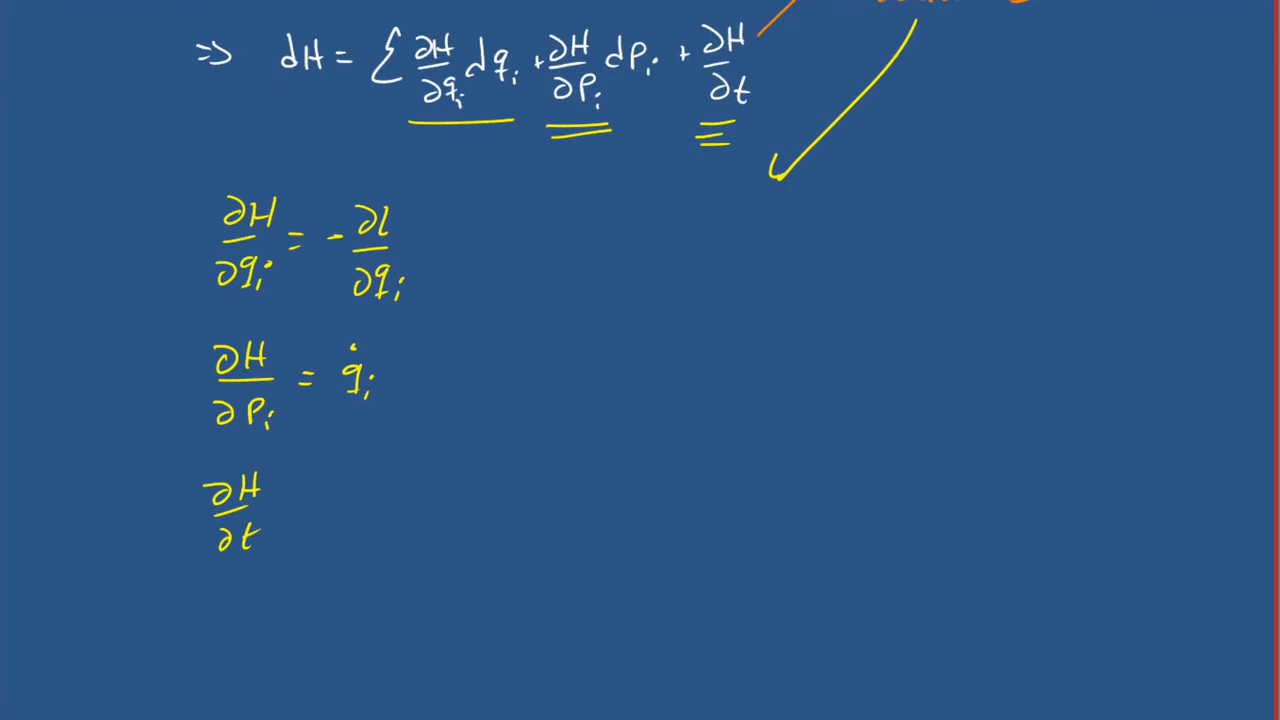 => dH = { ∂H/∂qᵢ dqᵢ + ∂H/∂Pᵢ dPᵢ + ∂H/∂t
∂H/∂qᵢ = - ∂l/∂qᵢ
∂H/∂Pᵢ = q̇ᵢ
∂H/∂t